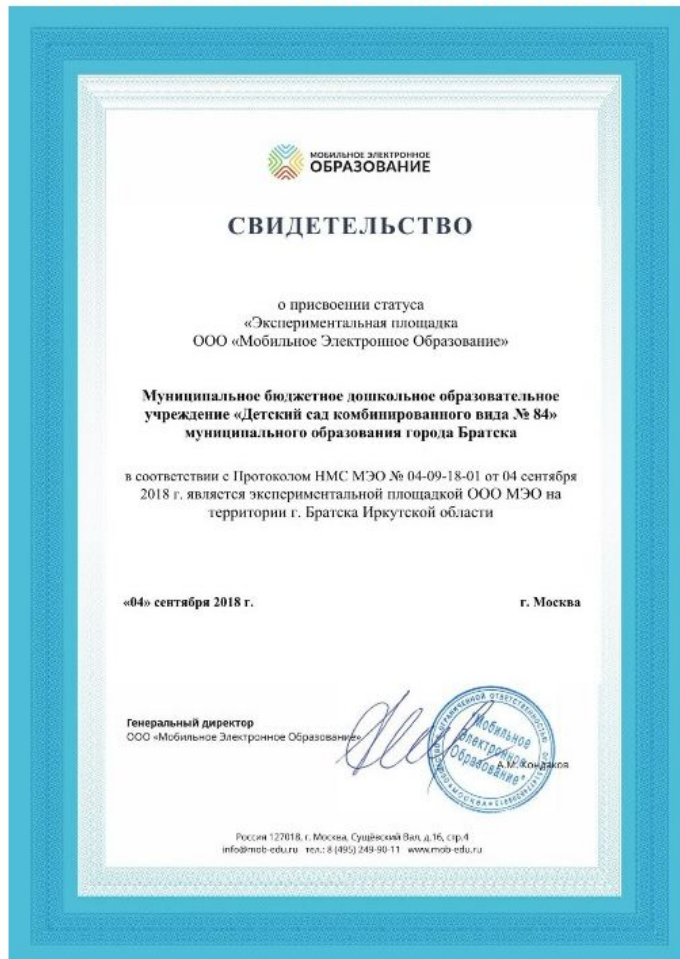 МОБИЛЬНОЕ ЭЛЕКТРОННОЕ
ОБРАЗОВАНИЕ
СВИДЕТЕЛЬСТВО
о присвоении статуса
«Экспериментальная площадка
ООО «Мобильное Электронное Образование»
Муниципальное бюджетное дошкольное образовательное
учреждение «Детский сад комбинированного вида № 84»
муниципального образования города Братска
в соответствии с Протоколом НМС МЭО № 04-09-18-01 от 04 сентября
2018 г. является экспериментальной площадкой ООО МЭО на
территории г. Братска Иркутской области
«04» сентября 2018 г. г. Москва
Генеральный директор
ООО «Мобильное Электронное Образование»
А.М. Кондаков
"Мобильное
Электронное
Образование"
МОСКВА
Россия 127018, г. Москва, Сущёвский Вал, д.16, стр.4
info@mob-edu.ru тел.: 8 (495) 249-90-11 www.mob-edu.ru